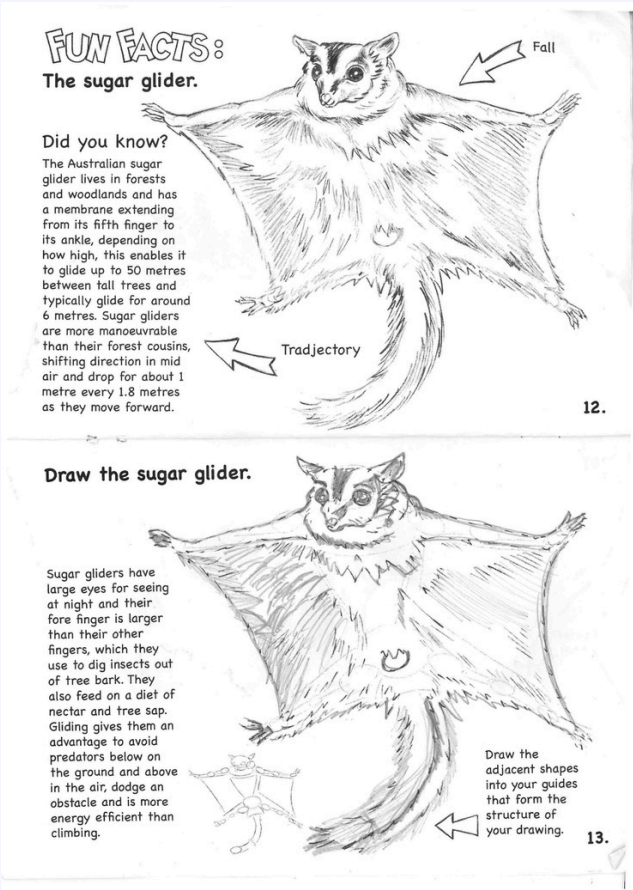 FUN FACTS:
The sugar glider.
Fall
Did you know?
The Australian sugar
glider lives in forests
and woodlands and has
a membrane extending
from its fifth finger to
its ankle, depending on
how high, this enables it
to glide up to 50 metres
between tall trees and
typically glide for around
6 metres. Sugar gliders
are more manoeuvrable
than their forest cousins,
shifting direction in mid
air and drop for about 1
metre every 1.8 metres
as they move forward.
Tradjectory
12.
Draw the sugar glider.
Sugar gliders have
large eyes for seeing
at night and their
fore finger is larger
than their other
fingers, which they
use to dig insects out
of tree bark. They
also feed on a diet of
nectar and tree sap.
Gliding gives them an
advantage to avoid
predators below on
the ground and above
in the air, dodge an
obstacle and is more
energy efficient than
climbing.
Draw the
adjacent shapes
into your guides
that form the
structure of
your drawing.
13.